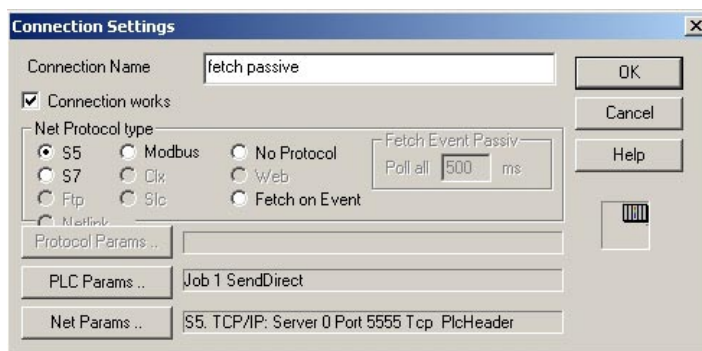 Connection Settings
Connection Name fetch passive
OK
Connection works
Cancel
Net Protocol type
Fetch Event Passiv
S5 Modbus No Protocol
Poll all 500 ms
Help
S7 Clx Web
Ftp Slc Fetch on Event
Netlink
Protocol Params ..
PLC Params .. Job 1 SendDirect
Net Params .. S5. TCP/IP: Server 0 Port 5555 Tcp PlcHeader